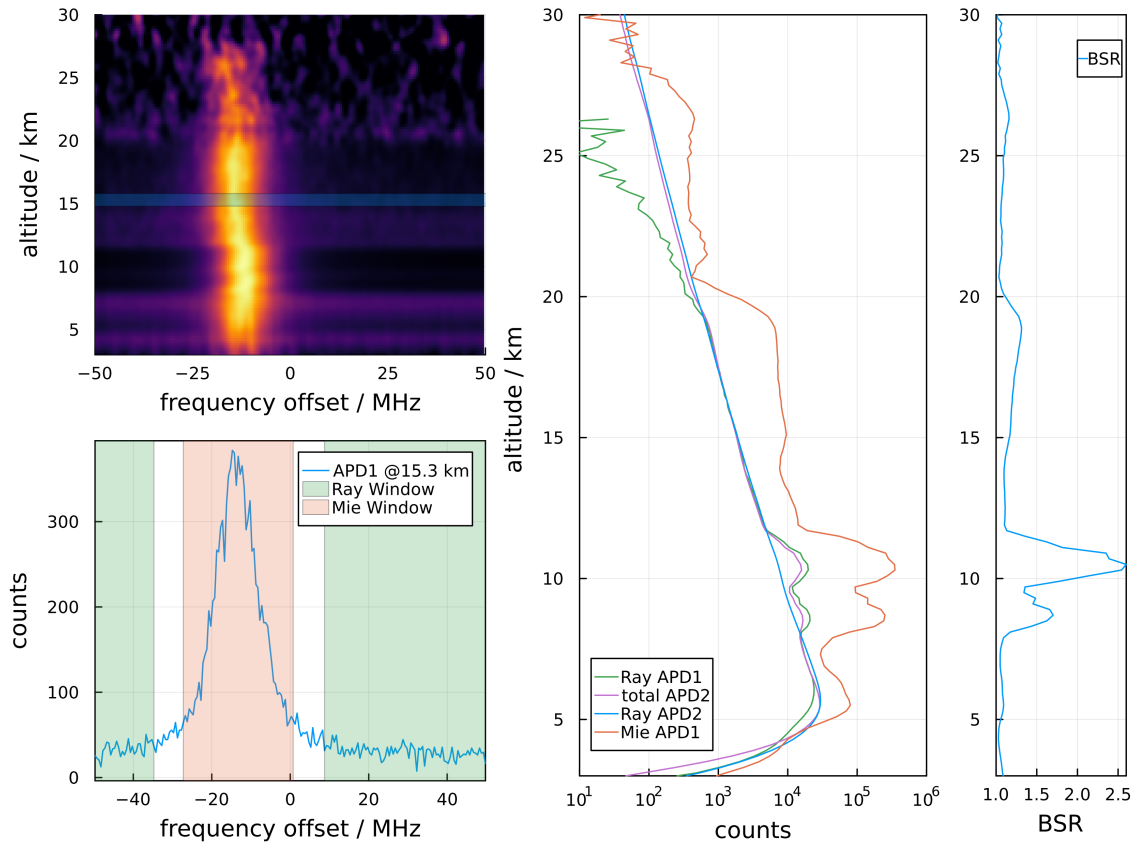 30
25
20
15
10
5
−50
−25
0
50
altitude / km
frequency offset / MHz
300
200
100
0
−40
−20
0
20
40
counts
frequency offset / MHz
APD1 @15.3 km
Ray Window
Mie Window
30
25
20
15
10
5
10¹
10²
10³
10⁴
10⁵
10⁶
altitude / km
counts
Ray APD1
total APD2
Ray APD2
Mie APD1
30
25
20
15
10
5
1.0
1.5
2.0
2.5
BSR
BSR